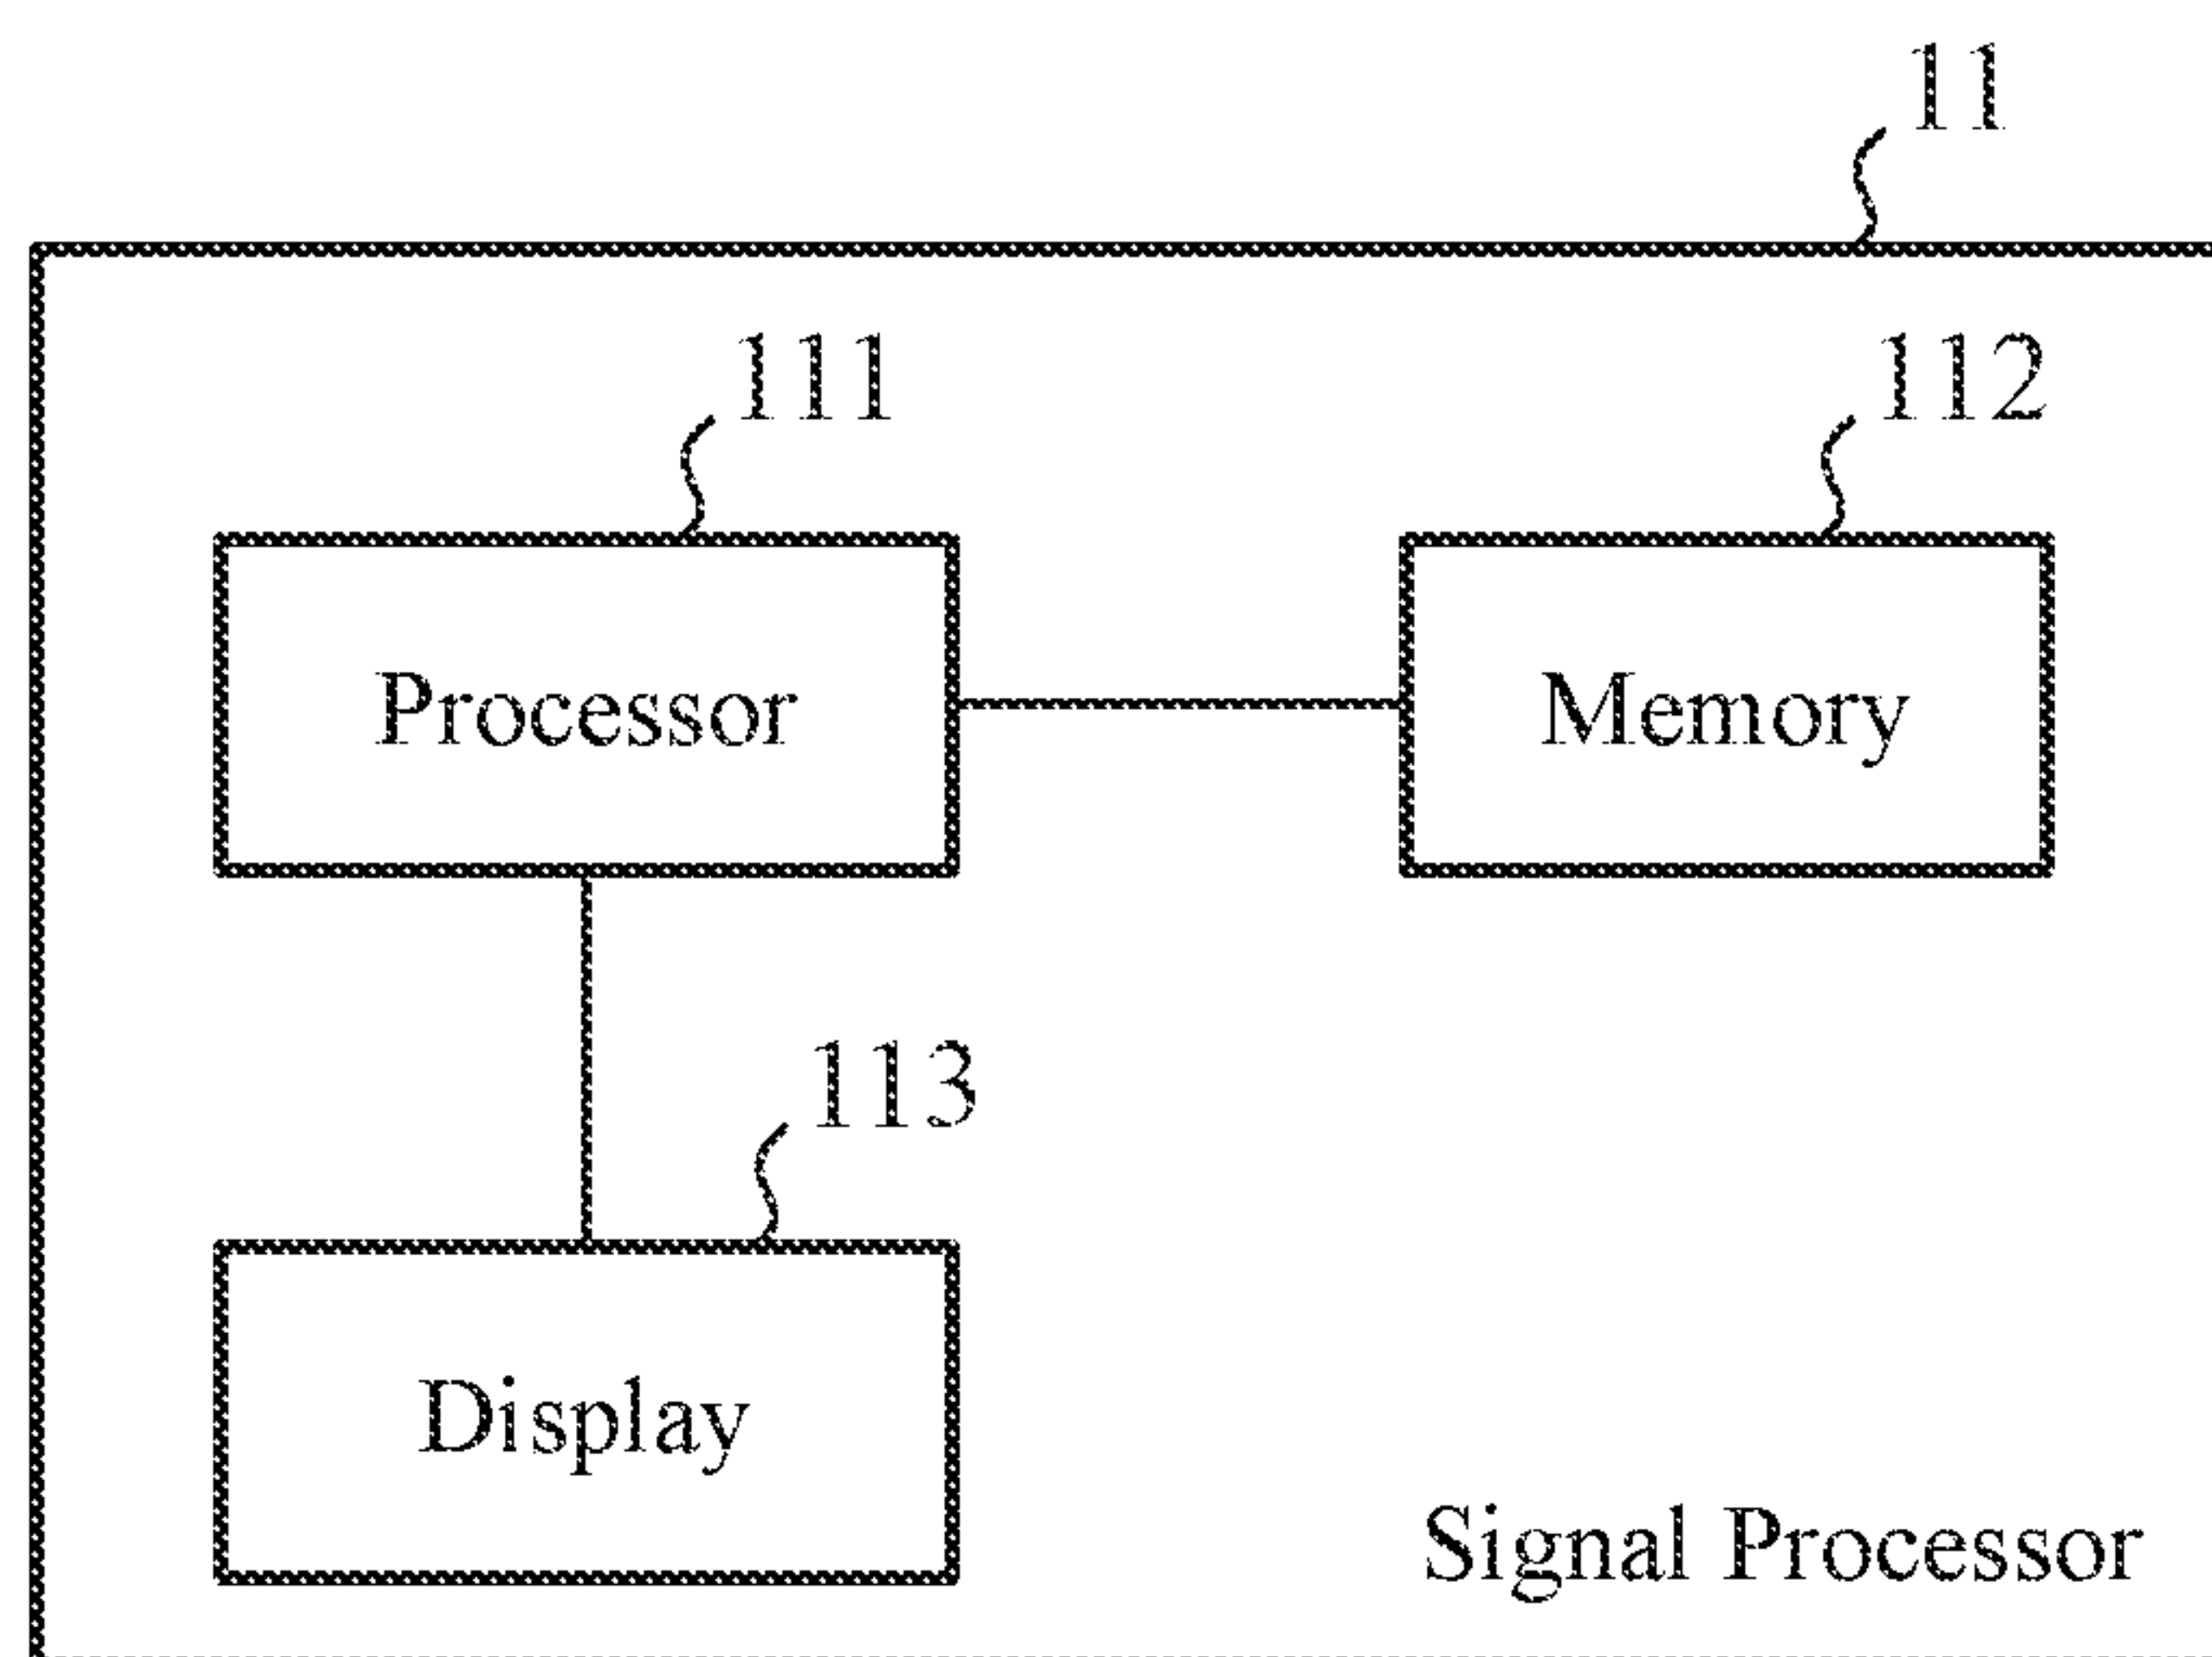 11
111
112
Processor
Memory
113
Display
Signal Processor